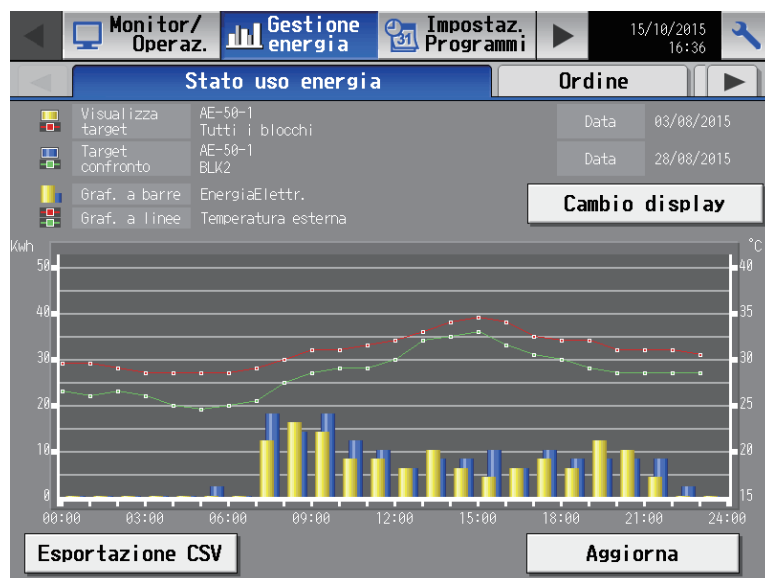 Monitor/
Operaz.
Gestione
energia
31
Impostaz.
Programmi
15/10/2015
16:36
Stato uso energia
Ordine
Visualizza
target
AE-50-1
Tutti i blocchi
Data 03/08/2015
Target
confronto
AE-50-1
BLK2
Data 28/08/2015
Graf. a barre EnergiaElettr.
Graf. a linee Temperatura esterna
Cambio display
Kwh °C
50 40
40 35
30 30
20 25
10 20
0 15
00:00 03:00 06:00 09:00 12:00 15:00 18:00 21:00 24:00
Esportazione CSV
Aggiorna